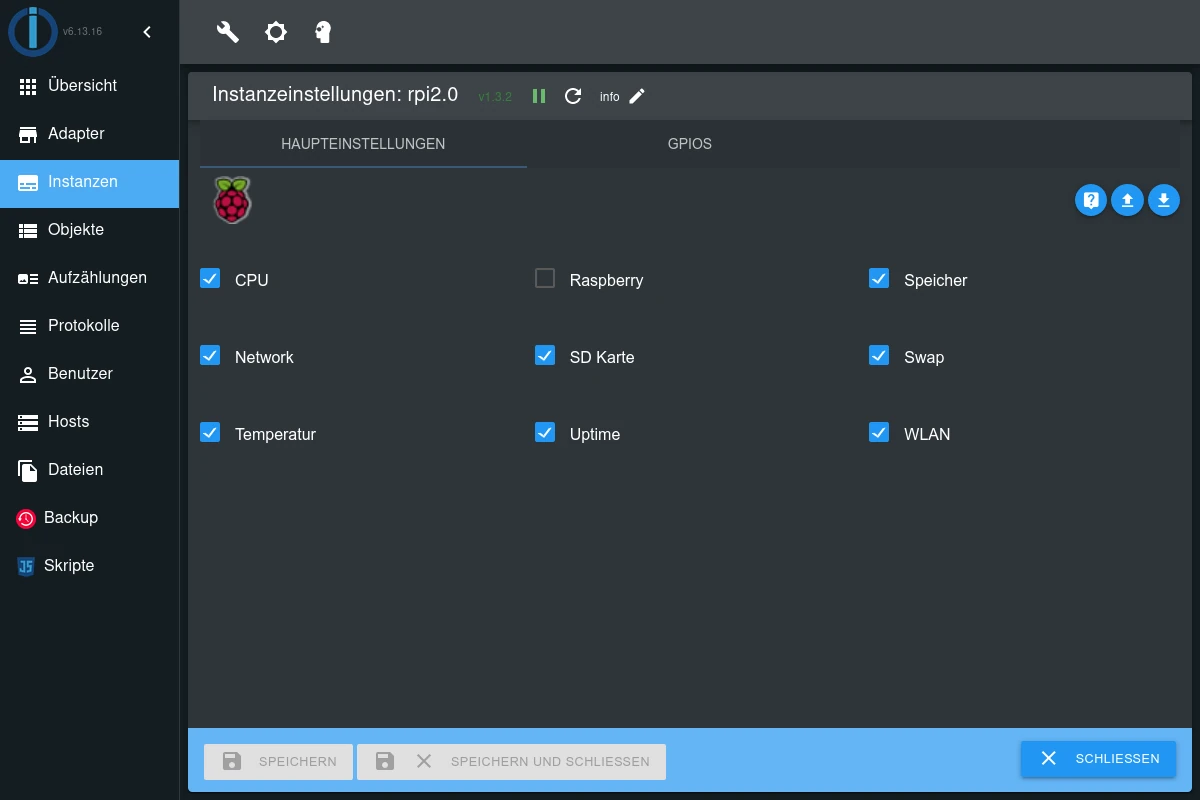 v6.13.16
Übersicht
Adapter
Instanzen
Objekte
Aufzählungen
Protokolle
Benutzer
Hosts
Dateien
Backup
JS Skripte
Instanzeinstellungen: rpi2.0 v1.3.2 info
HAUPTEINSTELLUNGEN GPIOS
CPU Raspberry Speicher
Network SD Karte Swap
Temperatur Uptime WLAN
SPEICHERN SPEICHERN UND SCHLIESSEN SCHLIESSEN